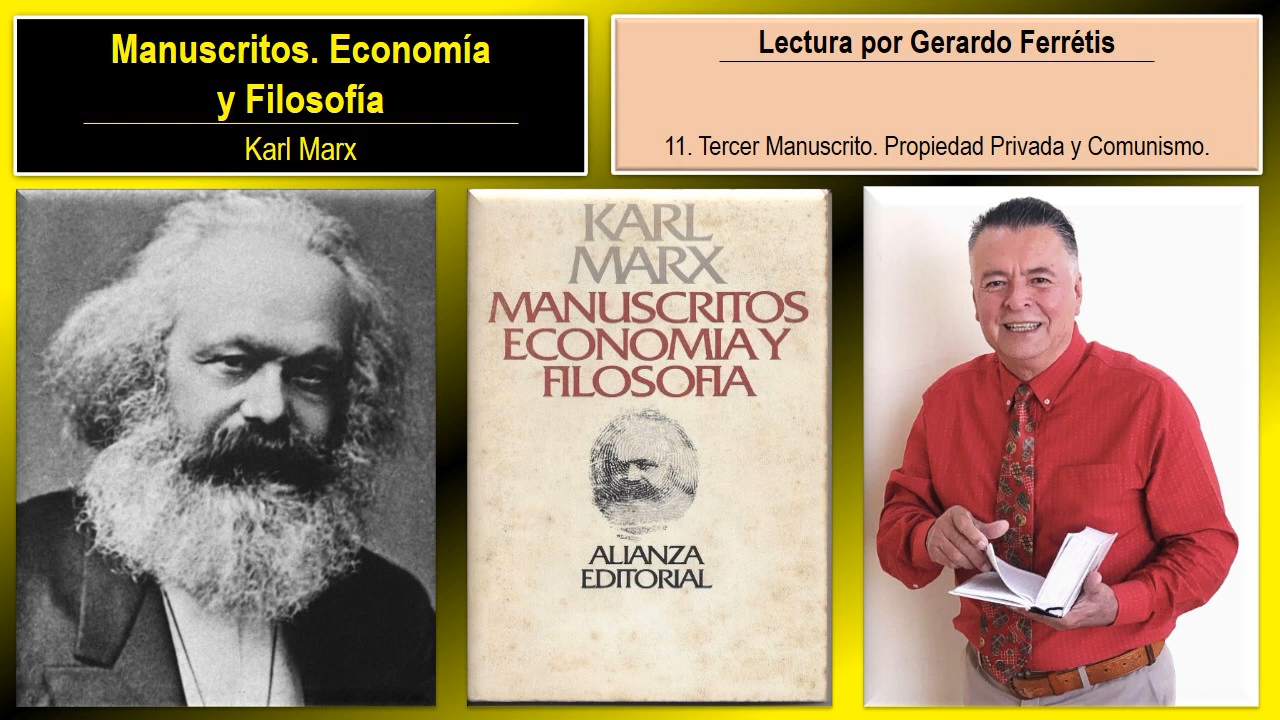 Manuscritos. Economía
y Filosofía
Karl Marx
Lectura por Gerardo Ferrétis
11. Tercer Manuscrito. Propiedad Privada y Comunismo.
KARL
MARX
MANUSCRITOS
ECONOMIA Y
FILOSOFIA
ALIANZA
EDITORIAL